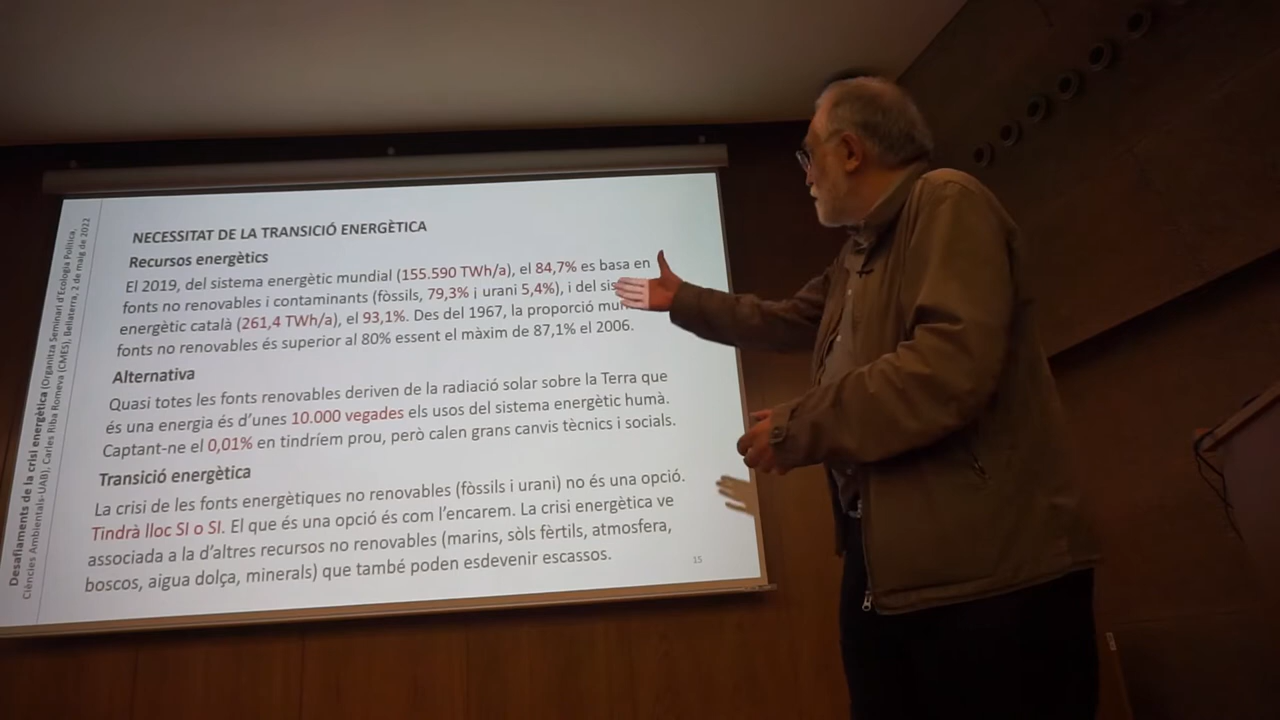 Desafiaments de la crisi energètica (Organitza Seminari d'Ecologia Política,
Ciències Ambientals-UAB), Carles Riba Romeva (CMES), Bellaterra, 2 de maig de 2022
NECESSITAT DE LA TRANSICIÓ ENERGÈTICA
Recursos energètics
El 2019, del sistema energètic mundial (155.590 TWh/a), el 84,7% es basa en
fonts no renovables i contaminants (fòssils, 79,3% i urani 5,4%), i del
energètic català (261,4 TWh/a), el 93,1%. Des del 1967, la proporció
fonts no renovables és superior al 80% essent el màxim de 87,1% el 2006.
Alternativa
Quasi totes les fonts renovables deriven de la radiació solar sobre la Terra que
és una energia és d'unes 10.000 vegades els usos del sistema energètic humà.
Captant-ne el 0,01% en tindríem prou, però calen grans canvis tècnics i socials.
Transició energètica
La crisi de les fonts energètiques no renovables (fòssils i urani) no és una opció.
Tindrà lloc SI o SI. El que és una opció és com l'encarem. La crisi energètica ve
associada a la d'altres recursos no renovables (marins, sòls fèrtils, atmosfera,
boscos, aigua dolça, minerals) que també poden esdevenir escassos.
15